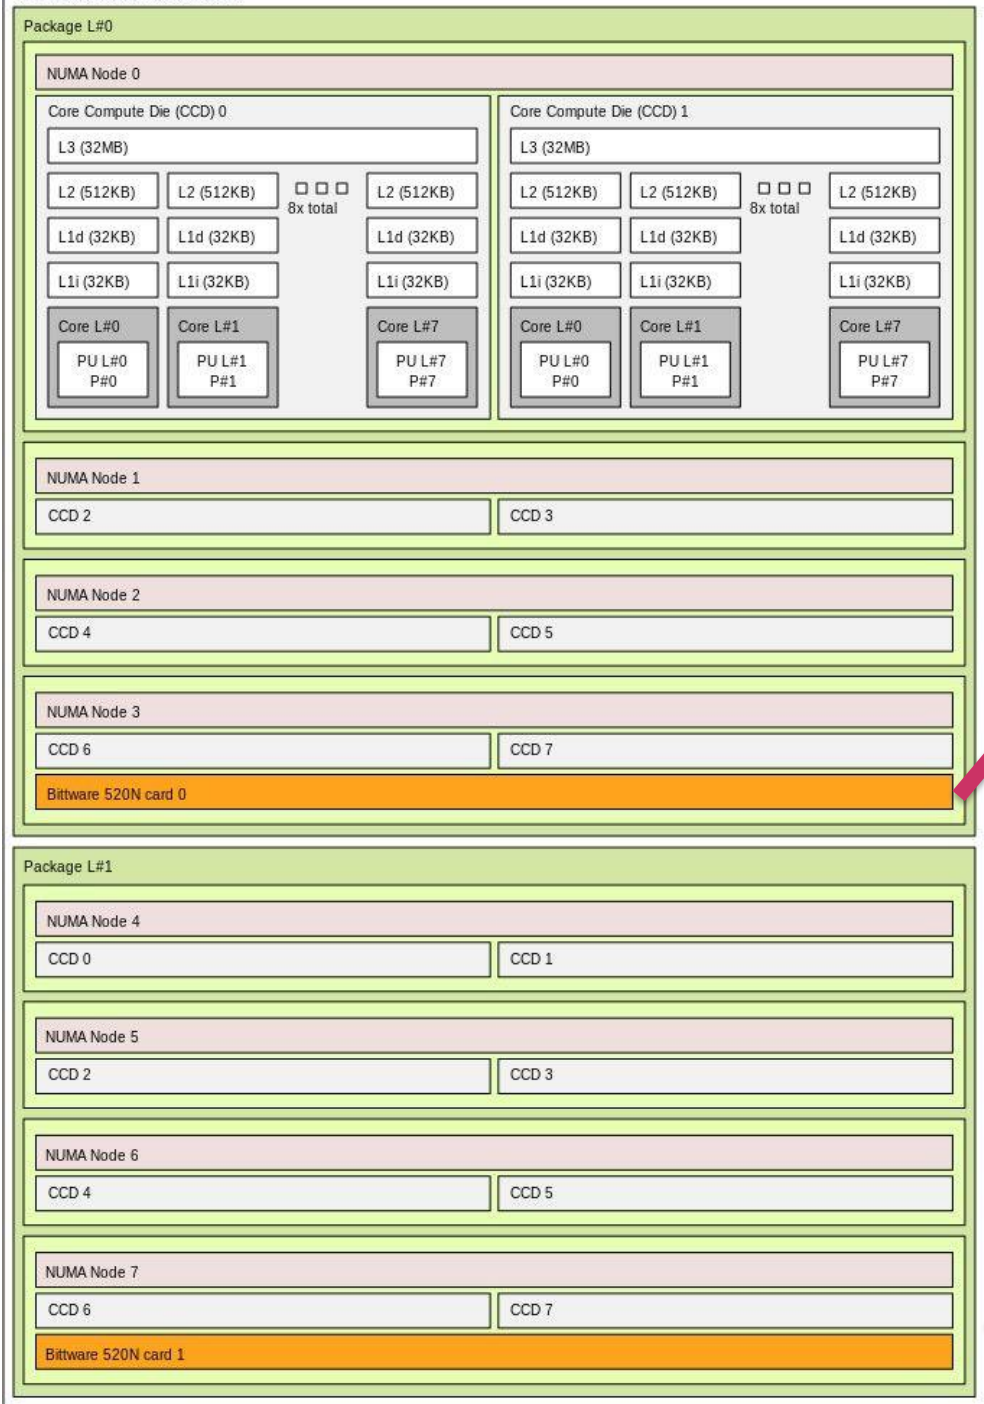 Package L#0
NUMA Node 0
Core Compute Die (CCD) 0
L3 (32MB)
L2 (512KB) L2 (512KB) L2 (512KB)
8x total
L1d (32KB) L1d (32KB) L1d (32KB)
L1i (32KB) L1i (32KB) L1i (32KB)
Core L#0 Core L#1 Core L#7
PU L#0 PU L#1 PU L#7
P#0 P#1 P#7
Core Compute Die (CCD) 1
L3 (32MB)
L2 (512KB) L2 (512KB) L2 (512KB)
8x total
L1d (32KB) L1d (32KB) L1d (32KB)
L1i (32KB) L1i (32KB) L1i (32KB)
Core L#0 Core L#1 Core L#7
PU L#0 PU L#1 PU L#7
P#0 P#1 P#7
NUMA Node 1
CCD 2 CCD 3
NUMA Node 2
CCD 4 CCD 5
NUMA Node 3
CCD 6 CCD 7
Bittware 520N card 0
Package L#1
NUMA Node 4
CCD 0 CCD 1
NUMA Node 5
CCD 2 CCD 3
NUMA Node 6
CCD 4 CCD 5
NUMA Node 7
CCD 6 CCD 7
Bittware 520N card 1